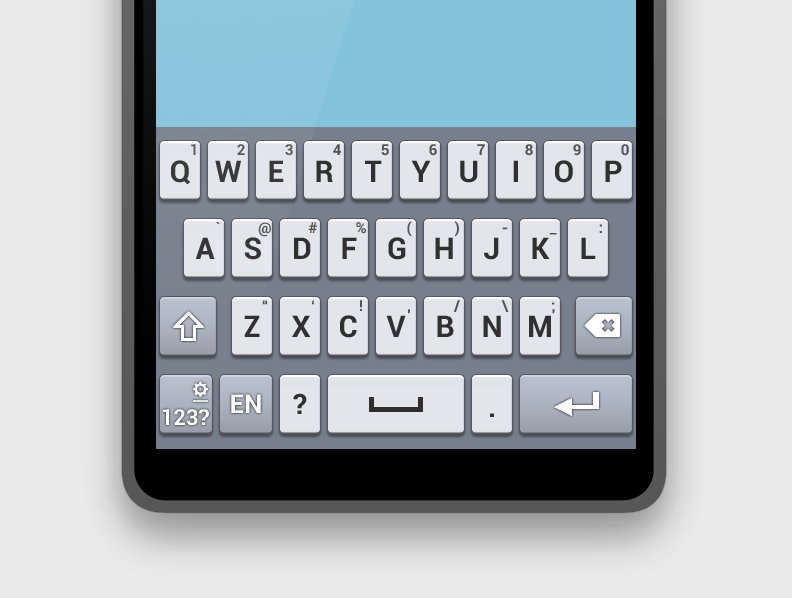 1 2 3 4 5 6 7 8 9 0
Q W E R T Y U I O P
` @ # % ( ) - _ :
A S D F G H J K L
“ ‘ ! , / \ ;
Z X C V B N M
123? EN ? .